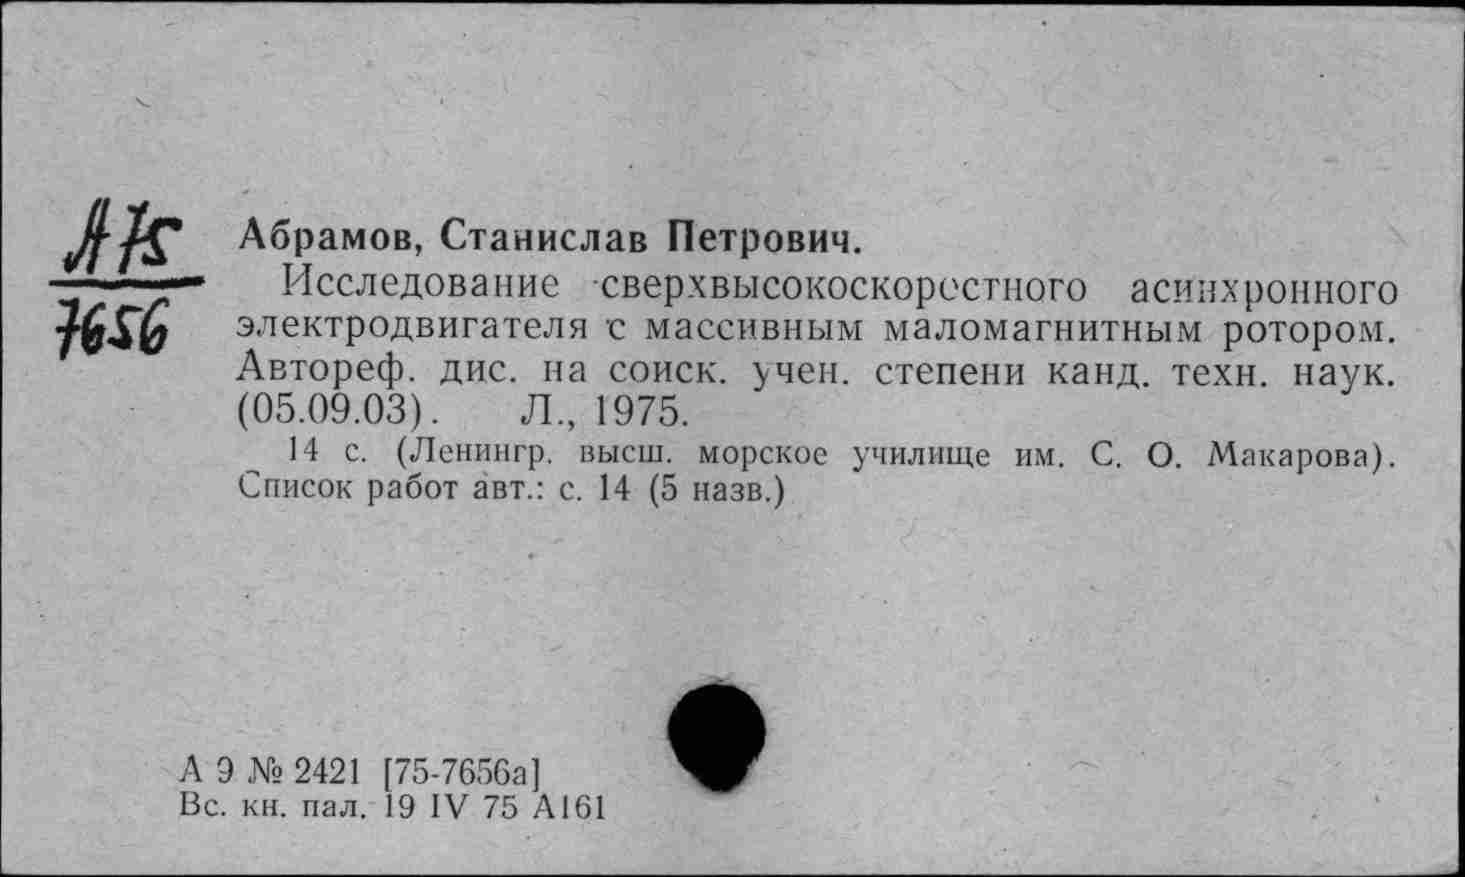 А75
7656
Абрамов, Станислав Петрович.
Исследование сверхвысокоскоростного асинхронного
электродвигателя с массивным маломагнитным ротором.
Автореф. дис. на соиск. учен. степени канд. техн. наук.
(05.09.03). Л., 1975.
14 с. (Ленингр. высш. морское училище им. С. О. Макарова).
Список работ авт.: с. 14 (5 назв.)
А 9 № 2421 [75-7656а]
Вс. кн. пал. 19 IV 75 А161